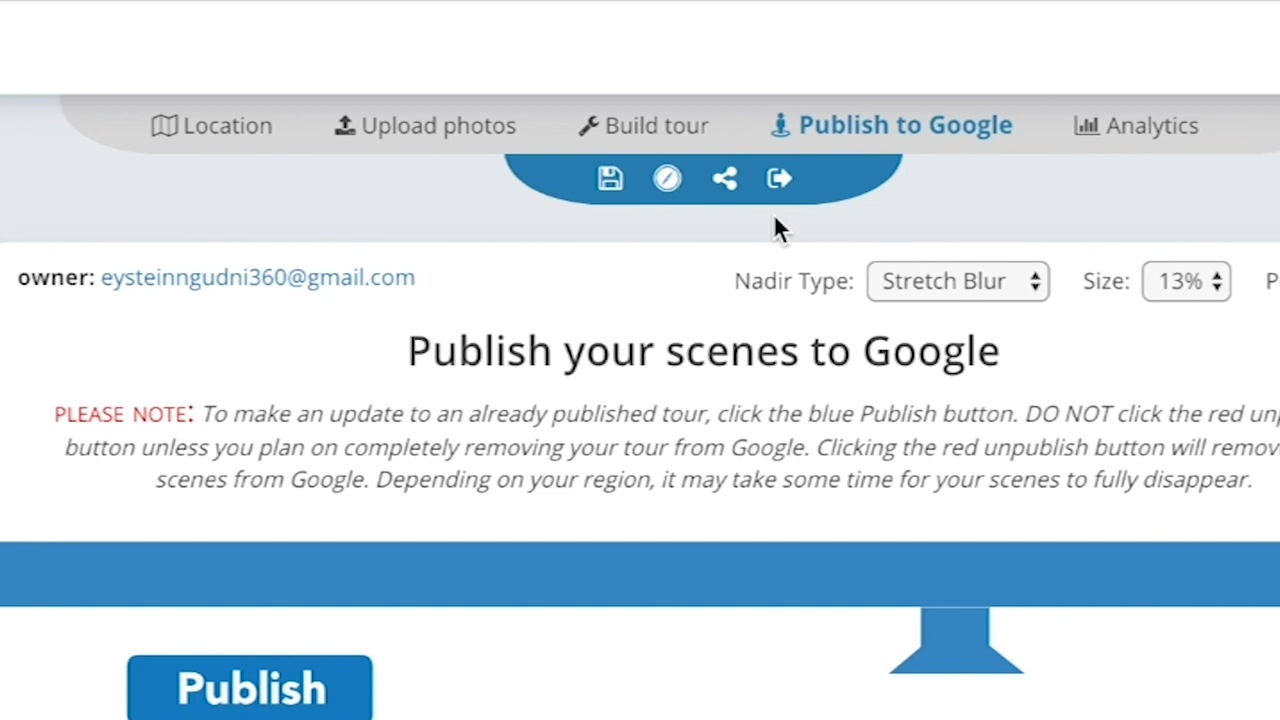 Location Upload photos Build tour Publish to Google Analytics
owner: eysteinngudni360@gmail.com Nadir Type: Stretch Blur Size: 13%
Publish your scenes to Google
PLEASE NOTE: To make an update to an already published tour, click the blue Publish button. DO NOT click the red
button unless you plan on completely removing your tour from Google. Clicking the red unpublish button will
scenes from Google. Depending on your region, it may take some time for your scenes to fully disappear.
Publish